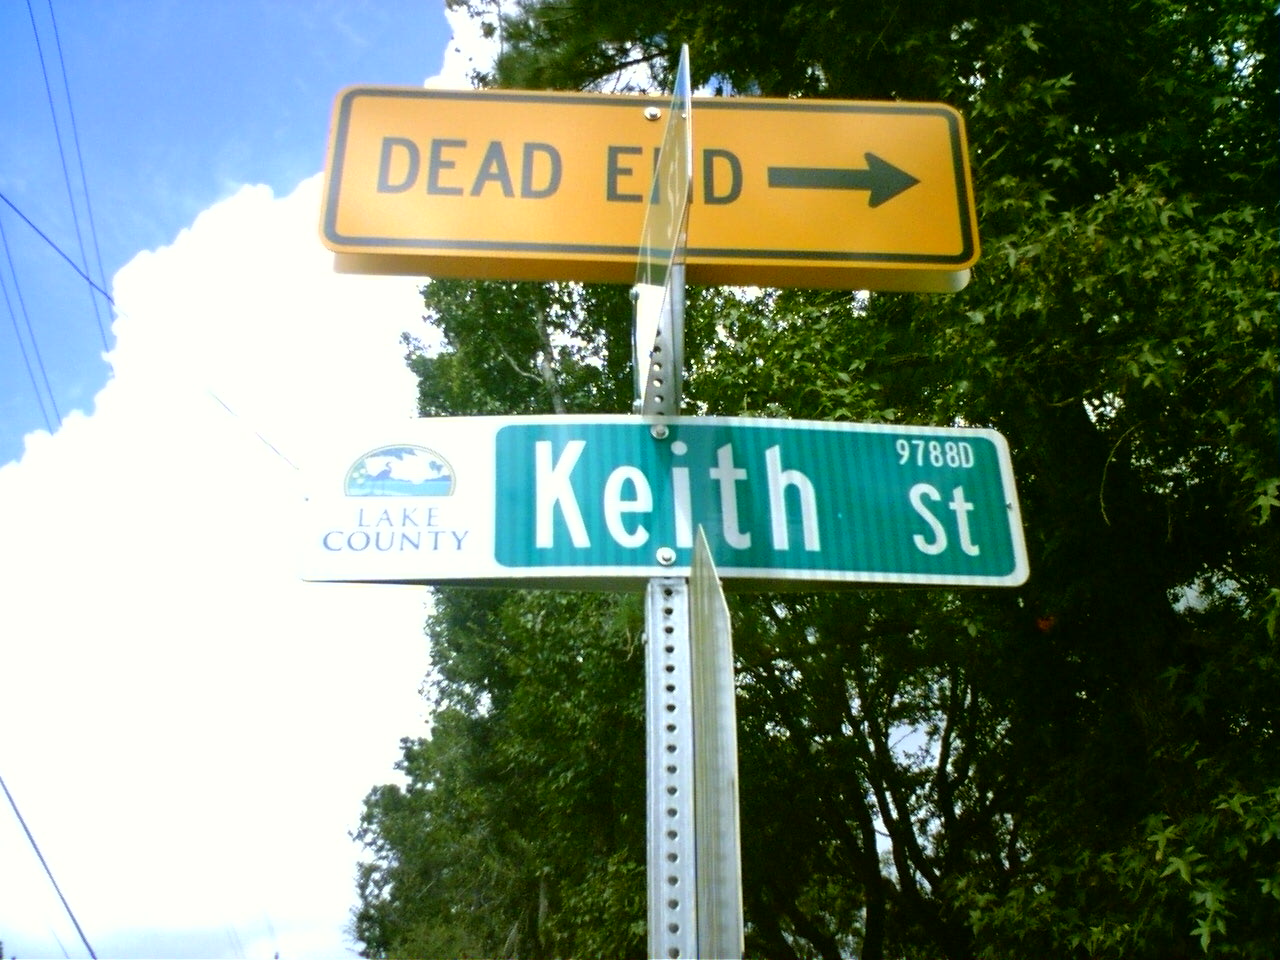 DEAD END
Keith St
9788D
LAKE
COUNTY